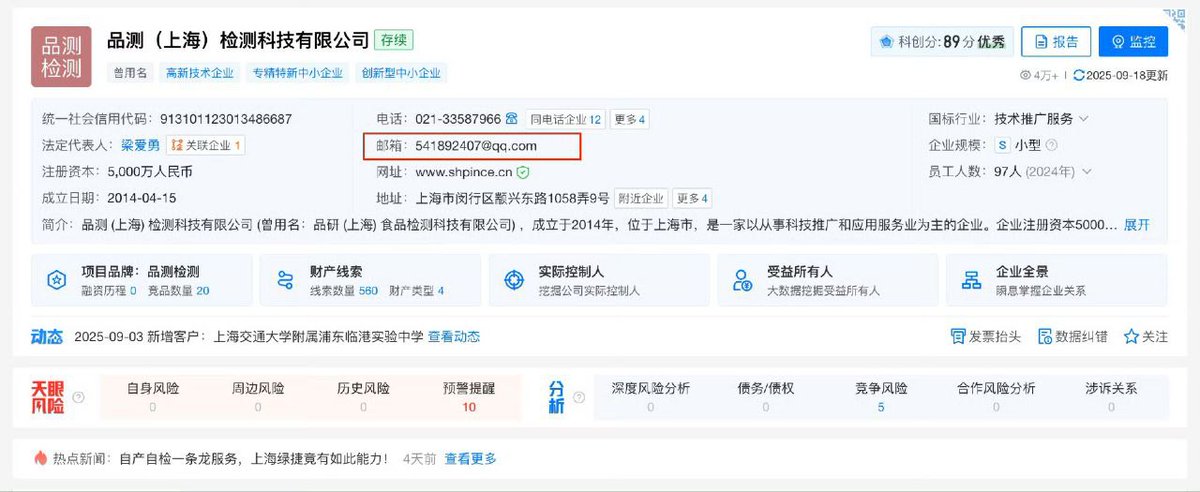 品测检测
品测（上海）检测科技有限公司 存续
科创分:89分 优秀 报告 监控
曾用名 高新技术企业 专精特新中小企业 创新型中小企业
4万+ 2025-09-18更新
统一社会信用代码：913101123013486687 电话：021-33587966 同电话企业 12 更多 4 国标行业：技术推广服务
法定代表人：梁爱勇 关联企业 1 邮箱：541892407@qq.com 企业规模：S 小型
注册资本：5,000万人民币 网址：www.shpince.cn 员工人数：97人 (2024年)
成立日期：2014-04-15 地址：上海市闵行区颛兴东路1058弄9号 附近企业 更多 4
简介：品测 (上海) 检测科技有限公司 (曾用名：品研 (上海) 食品检测科技有限公司) ，成立于2014年，位于上海市，是一家以从事科技推广和应用服务业为主的企业。企业注册资本5000... 展开
项目品牌：品测检测 财产线索 实际控制人 受益所有人 企业全景
融资历程 0 竞品数量 20 线索数量 560 财产类型 4 挖掘公司实际控制人 大数据挖掘受益所有人 瞬息掌握企业关系
动态 2025-09-03 新增客户：上海交通大学附属浦东临港实验中学 查看动态 发票抬头 数据纠错 关注
天眼风险 自身风险 周边风险 历史风险 预警提醒 分析 深度风险分析 债务/债权 竞争风险 合作风险分析 涉诉关系
0 0 0 10 0 0 5 0 0
热点新闻：自产自检一条龙服务，上海绿捷竟有如此能力！ 4天前 查看更多